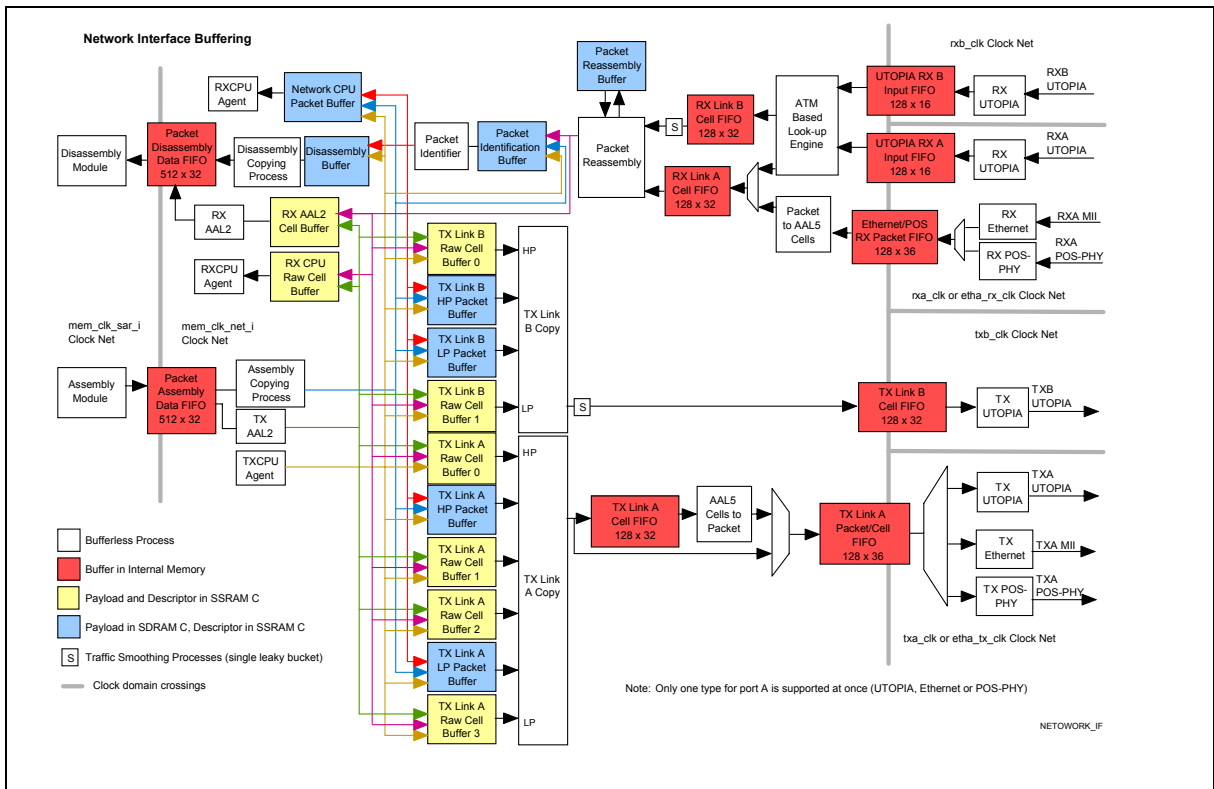 Network Interface Buffering
rxb_clk Clock Net
RXCPU
Agent
Network CPU
Packet Buffer
Packet
Reassembly
Buffer
RX Link B
Cell FIFO
128 x 32
ATM
Based
Look-up
Engine
UTOPIA RX B
Input FIFO
128 x 16
RX
UTOPIA
RXB
UTOPIA
Disassembly
Module
Packet
Disassembly
Data FIFO
512 x 32
Disassembly
Copying
Process
Disassembly
Buffer
Packet
Identifier
Packet
Identification
Buffer
Packet
Reassembly
S
RX Link A
Cell FIFO
128 x 32
UTOPIA RX A
Input FIFO
128 x 16
RX
UTOPIA
RXA
UTOPIA
RX
AAL2
RX AAL2
Cell Buffer
Packet
to AAL5
Cells
Ethernet/POS
RX Packet FIFO
128 x 36
RX
Ethernet
RX POS-
PHY
RXA MII
RXA
POS-PHY
RXCPU
Agent
RX CPU
Raw Cell
Buffer
rxa_clk or etha_rx_clk Clock Net
txb_clk Clock Net
mem_clk_sar_i
Clock Net
mem_clk_net_i
Clock Net
Assembly
Module
Packet
Assembly
Data FIFO
512 x 32
Assembly
Copying
Process
TX
AAL2
TXCPU
Agent
TX Link B
Raw Cell
Buffer 0
TX Link B
HP Packet
Buffer
TX Link B
LP Packet
Buffer
TX Link B
Raw Cell
Buffer 1
HP
TX Link
B Copy
LP
S
TX Link B
Cell FIFO
128 x 32
TX
UTOPIA
TXB
UTOPIA
TX Link A
Raw Cell
Buffer 0
TX Link A
HP Packet
Buffer
TX Link A
Raw Cell
Buffer 1
TX Link A
Raw Cell
Buffer 2
TX Link A
LP Packet
Buffer
TX Link A
Raw Cell
Buffer 3
HP
TX Link
A Copy
LP
TX Link A
Cell FIFO
128 x 32
AAL5
Cells to
Packet
TX Link A
Packet/Cell
FIFO
128 x 36
TX
UTOPIA
TXA
UTOPIA
TX
Ethernet
TXA MII
TX POS-
PHY
TXA
POS-PHY
txa_clk or etha_tx_clk Clock Net
Bufferless Process
Buffer in Internal Memory
Payload and Descriptor in SSRAM C
Payload in SDRAM C, Descriptor in SSRAM C
S Traffic Smoothing Processes (single leaky bucket)
Clock domain crossings
Note: Only one type for port A is supported at once (UTOPIA, Ethernet or POS-PHY)
NETOWORK_IF